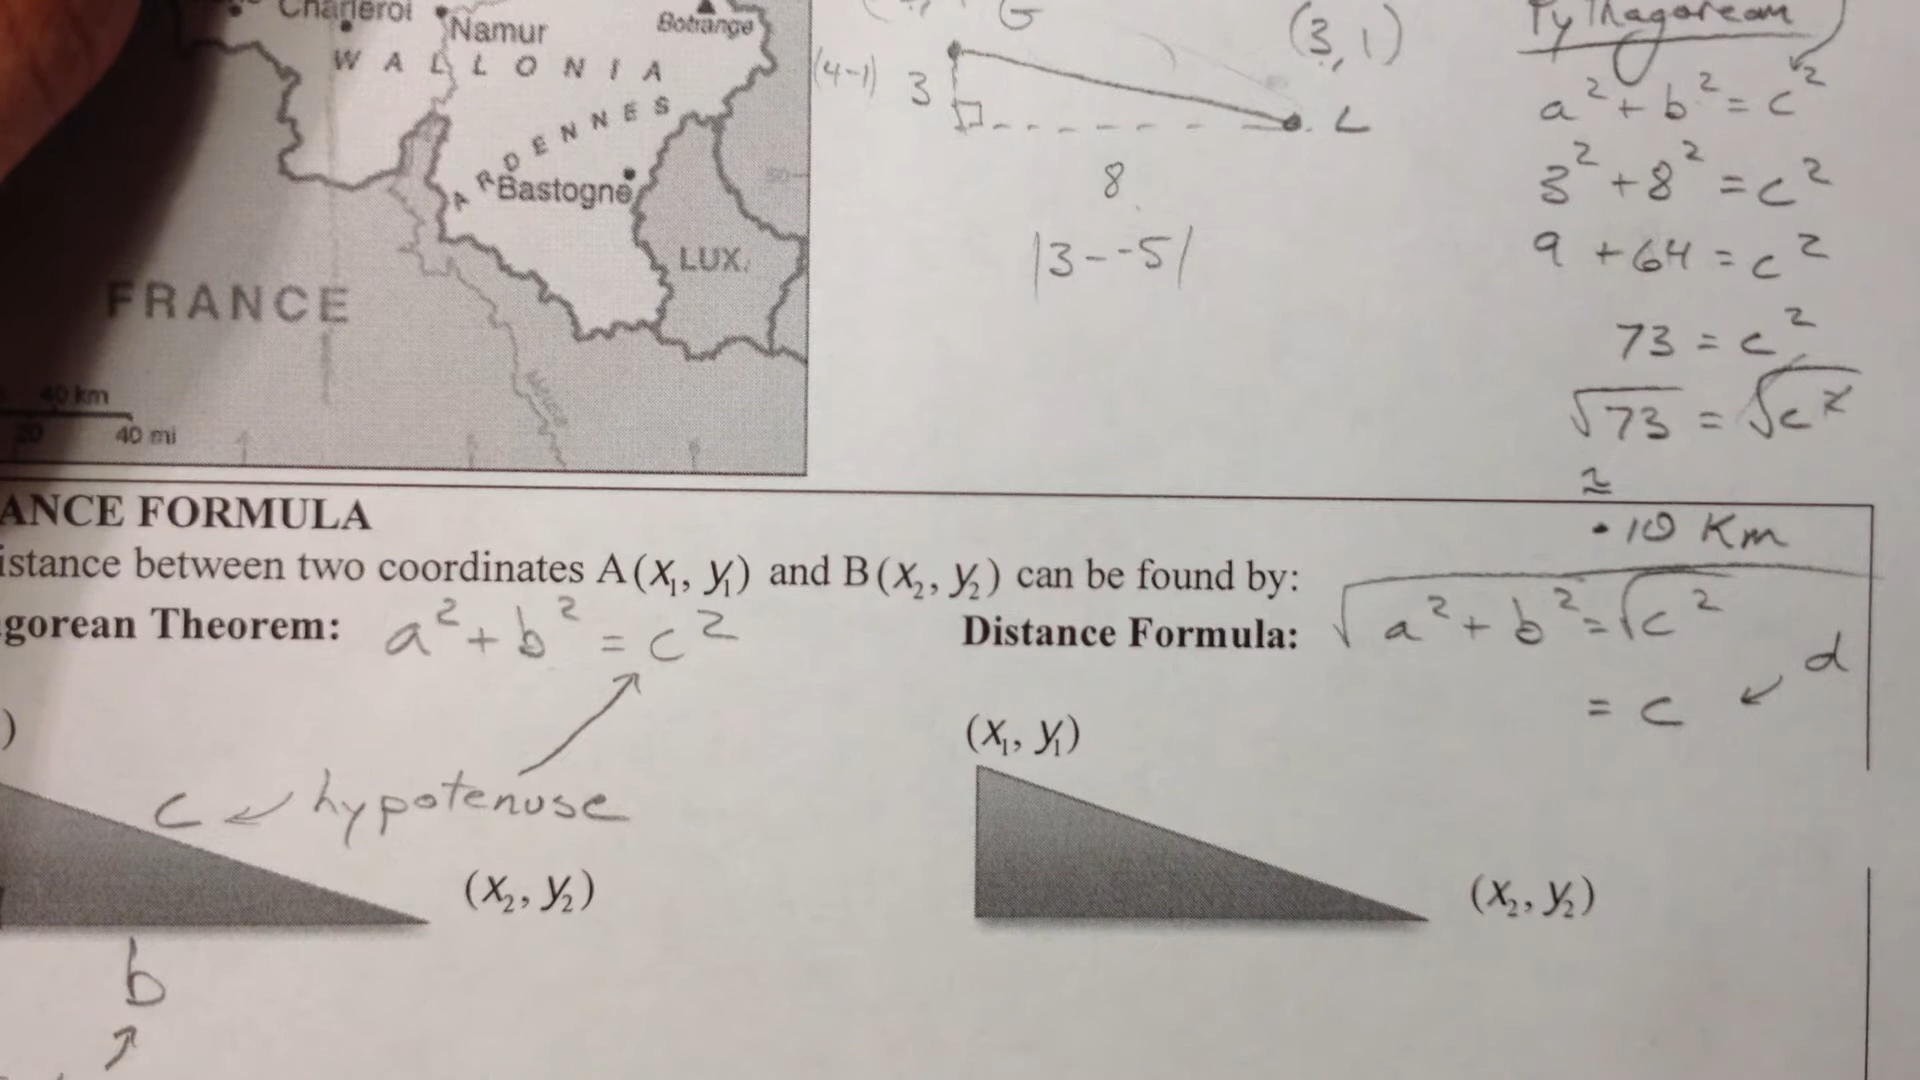 Charleroi
Namur
Botrange
WALLONIA
ARDENNES
Bastogne
LUX.
FRANCE
40 km
20
40 mi
G
(3, 1)
(4-1) 3
L
8
|3--5|
Pythagorean
a² + b² = c²
3² + 8² = c²
9 + 64 = c²
73 = c²
√73 = √c²
≈
·10 Km
ANCE FORMULA
istance between two coordinates A(x₁, y₁) and B(x₂, y₂) can be found by:
gorean Theorem: a² + b² = c²
Distance Formula: √a² + b² = √c²
= c ↙ d
)
c ↙ hypotenuse
(x₂, y₂)
b
(x₁, y₁)
(x₂, y₂)